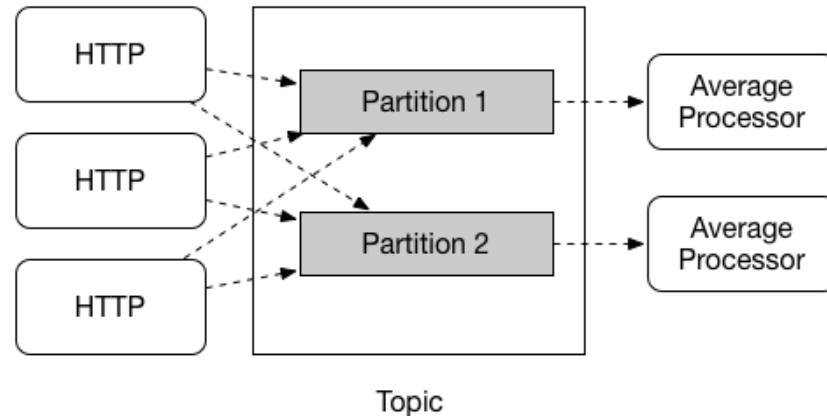 HTTP
HTTP
HTTP
Partition 1
Partition 2
Average
Processor
Average
Processor
Topic